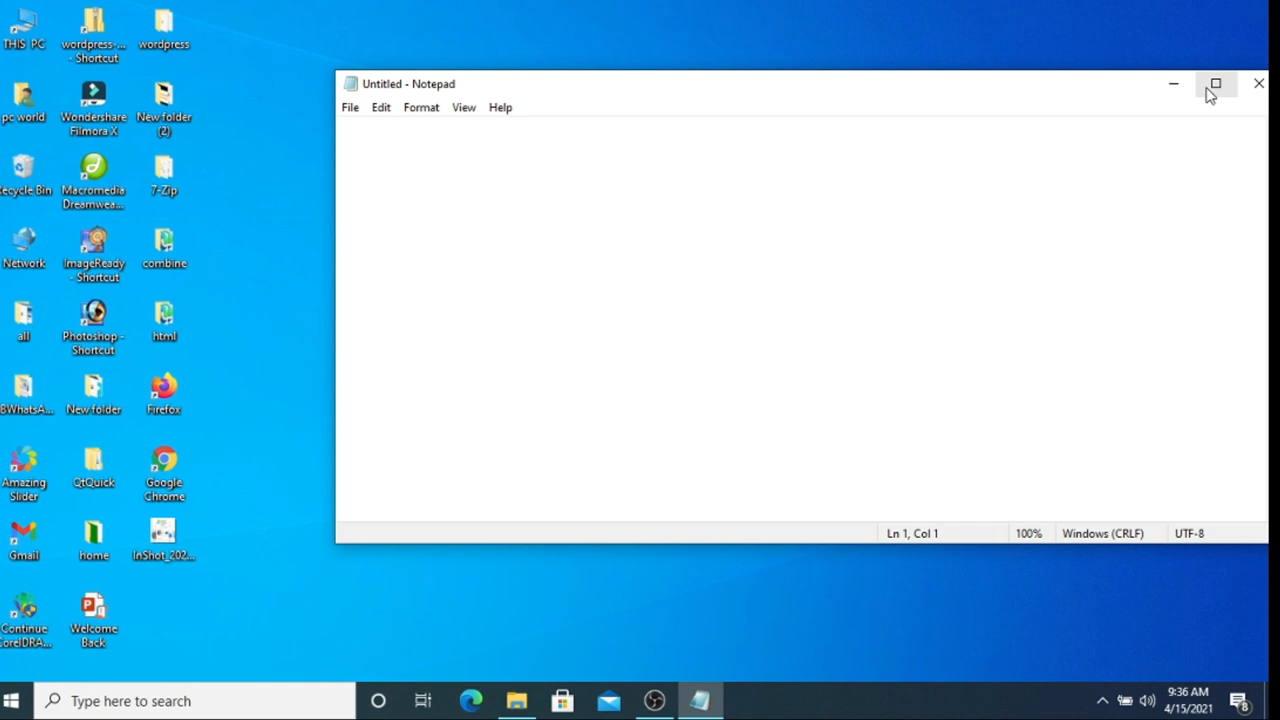 THIS PC
wordpress-...
- Shortcut
wordpress
pc world
Wondershare
Filmora X
New folder
(2)
Recycle Bin
Macromedia
Dreamwea...
7-Zip
Network
ImageReady
- Shortcut
combine
all
Photoshop -
Shortcut
html
BWhatsA...
New folder
Firefox
Amazing
Slider
QtQuick
Google
Chrome
Gmail
home
InShot_202...
Continue
CorelDRA...
Welcome
Back
Untitled - Notepad
File Edit Format View Help
Ln 1, Col 1 100% Windows (CRLF) UTF-8
Type here to search
9:36 AM
4/15/2021
8